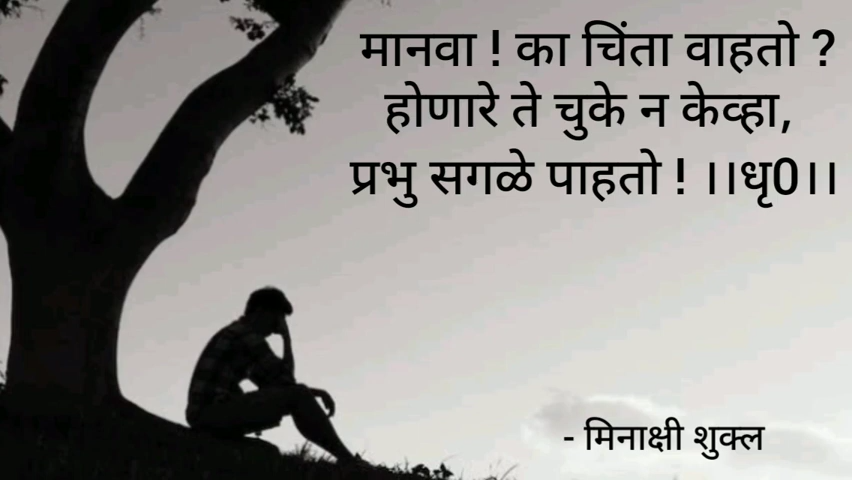 मानवा ! का चिंता वाहतो ?
होणारे ते चुके न केव्हा,
प्रभु सगळे पाहतो ! ।।धृ0।।
- मिनाक्षी शुक्ल